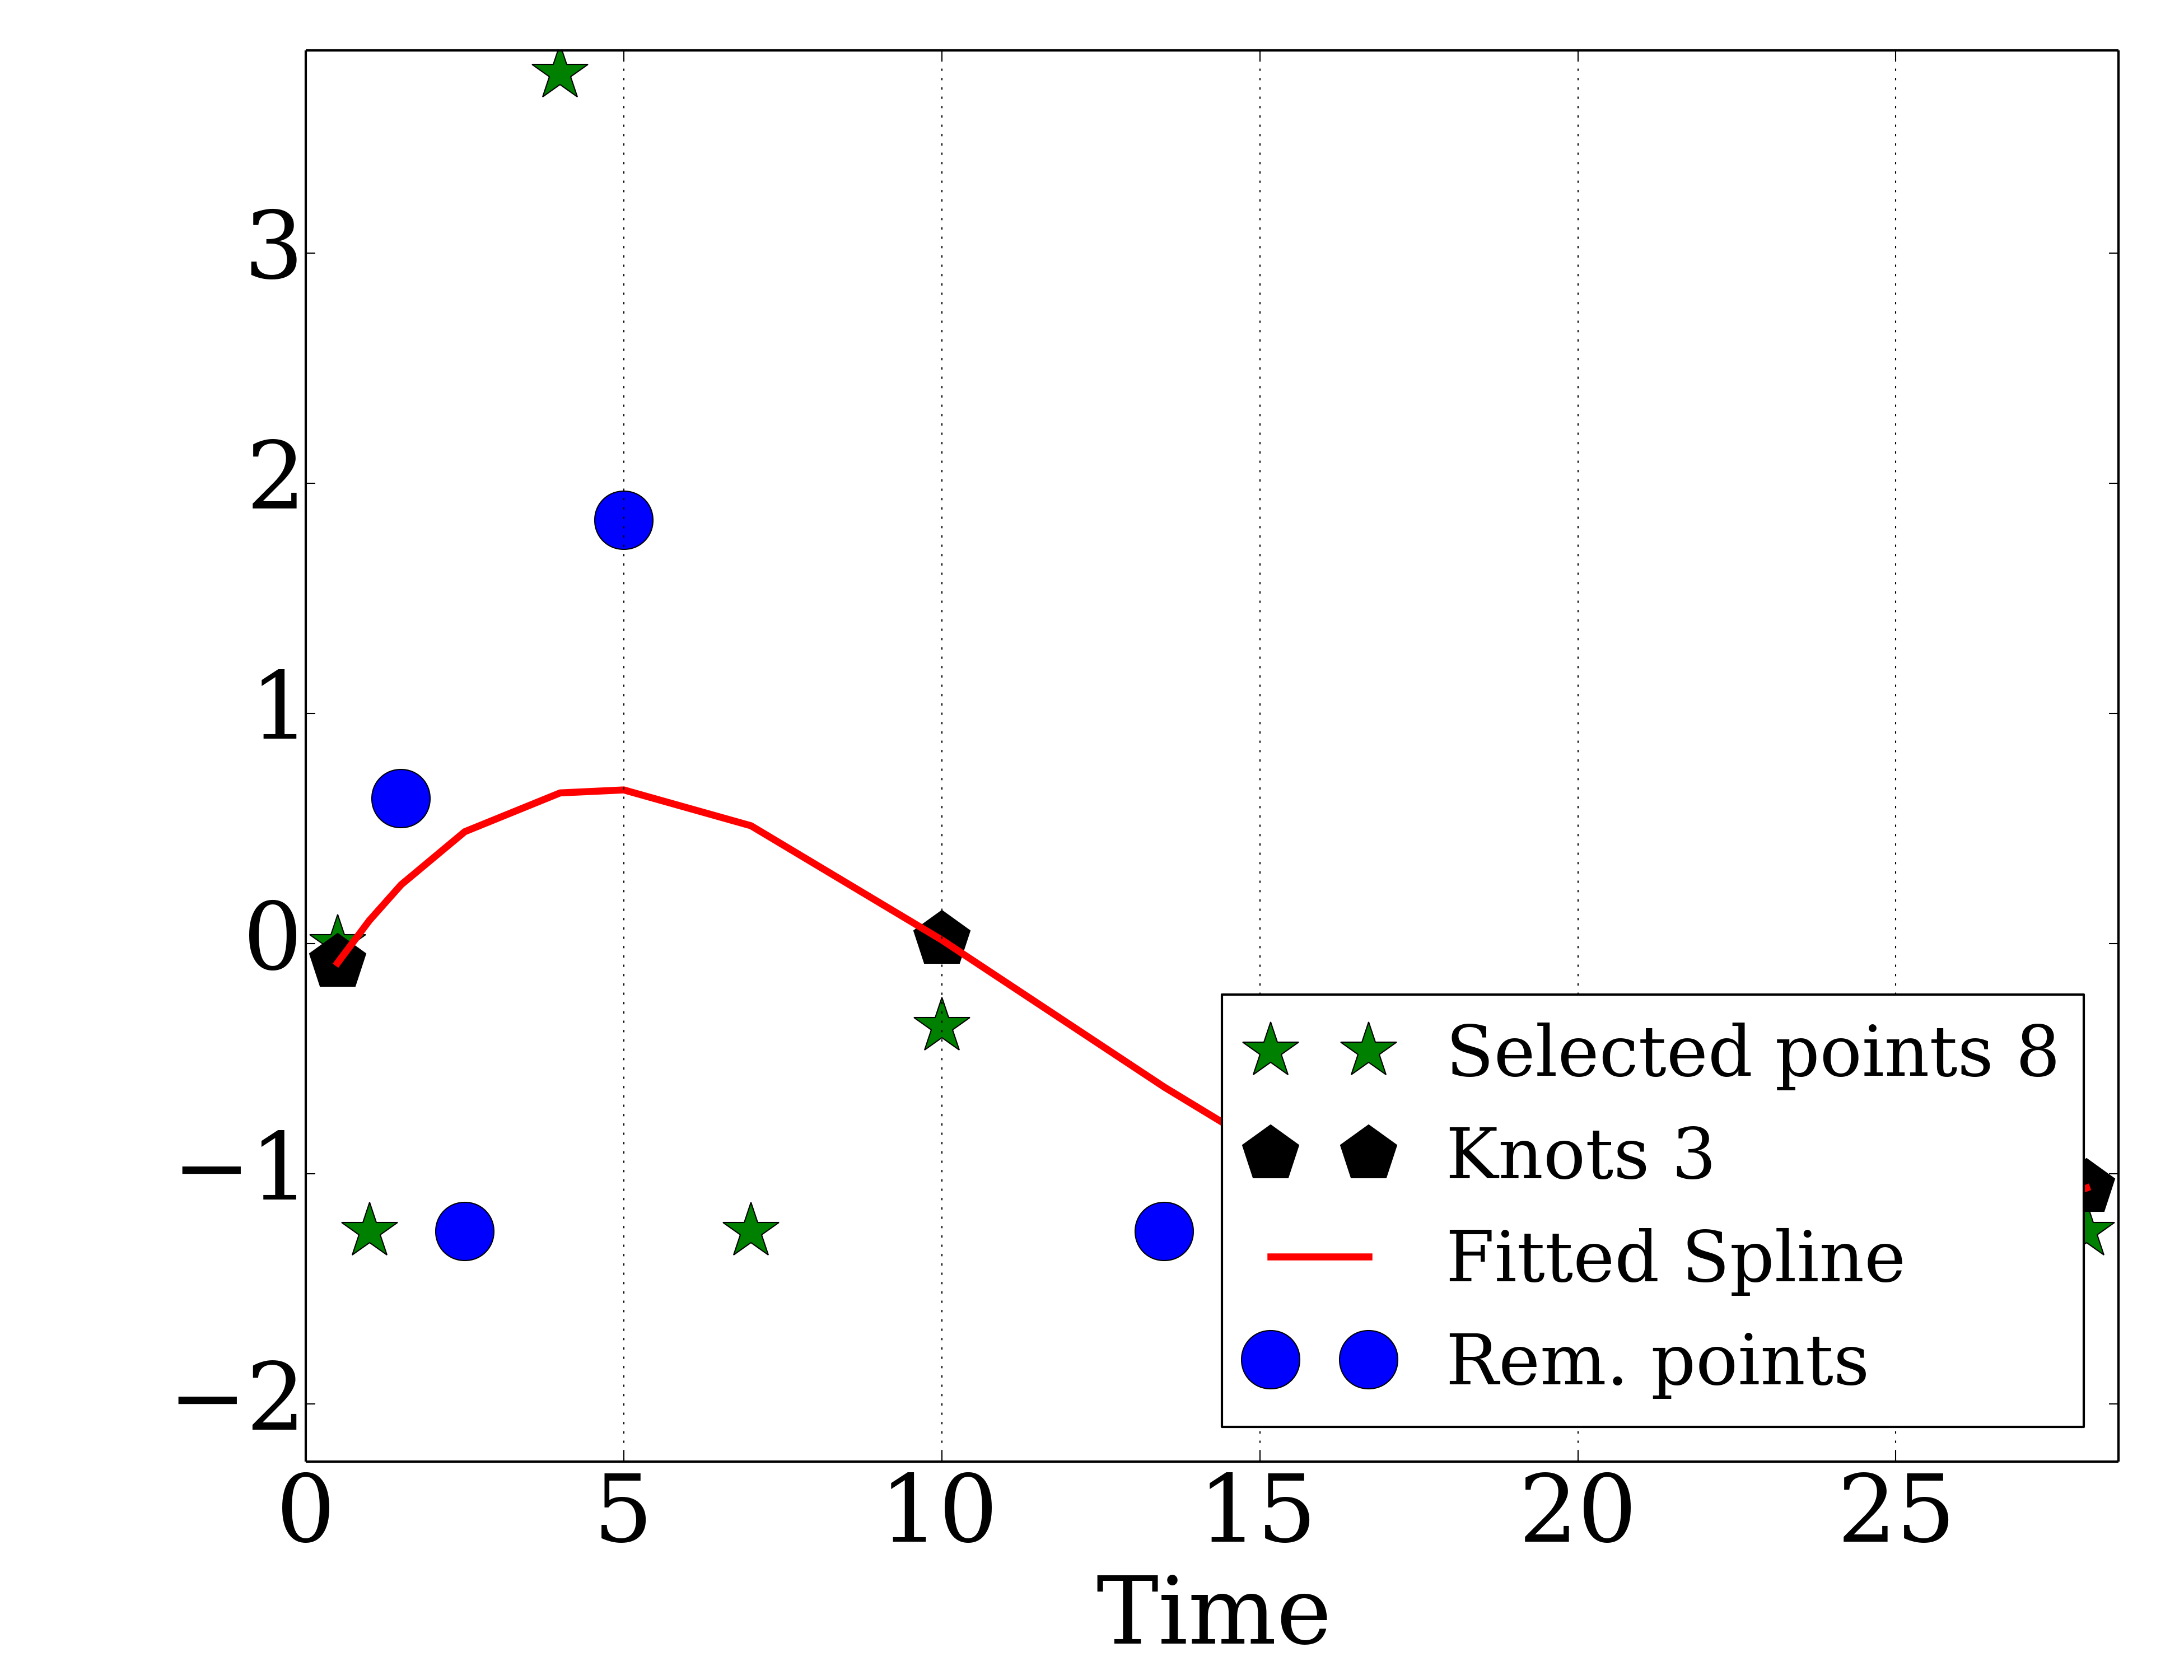 3
2
1
0
−1
−2
Selected points 8
Knots 3
Fitted Spline
Rem. points
0 5 10 15 20 25
Time